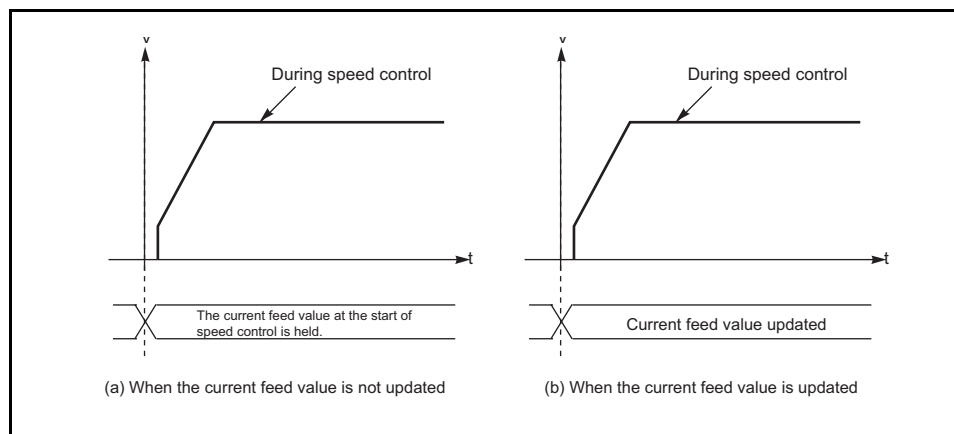 V
During speed control
t
The current feed value at the start of
speed control is held.
(a) When the current feed value is not updated
V
During speed control
t
Current feed value updated
(b) When the current feed value is updated